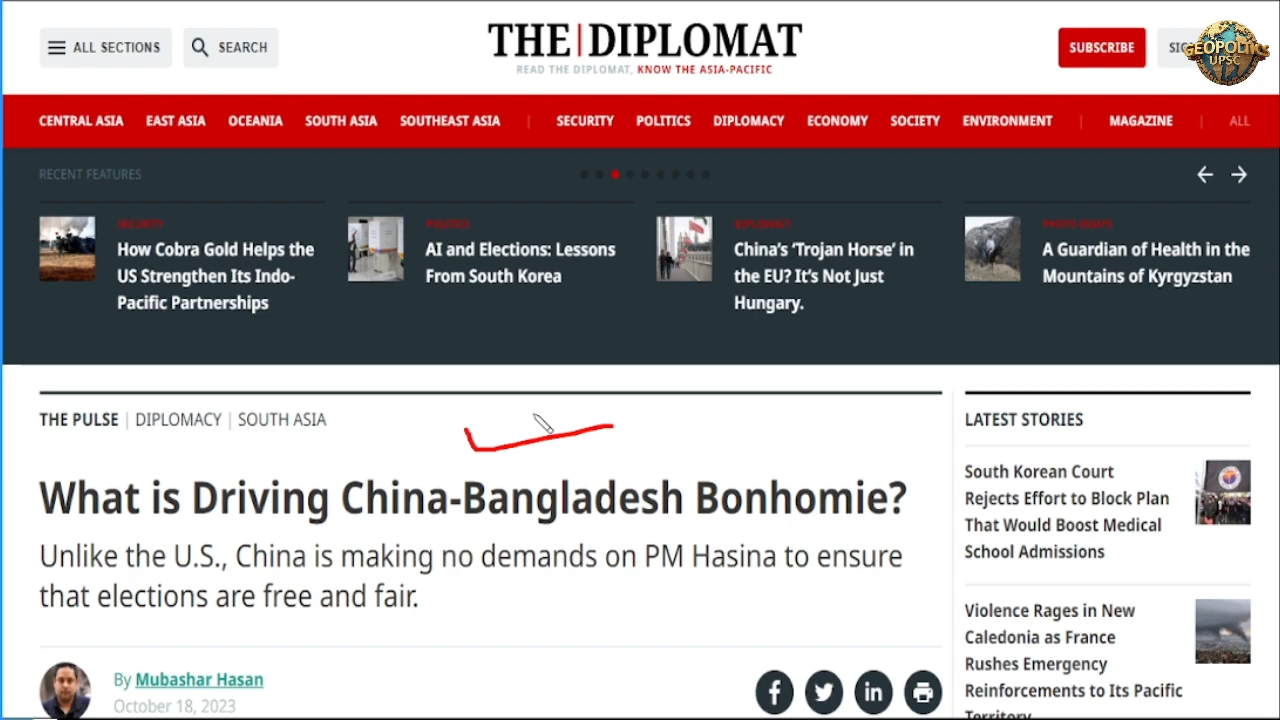 ALL SECTIONS
SEARCH
THE|DIPLOMAT
READ THE DIPLOMAT, KNOW THE ASIA-PACIFIC
SUBSCRIBE
GEOPOLITICS
UPSC
CENTRAL ASIA EAST ASIA OCEANIA SOUTH ASIA SOUTHEAST ASIA | SECURITY POLITICS DIPLOMACY ECONOMY SOCIETY ENVIRONMENT | MAGAZINE | ALL
RECENT FEATURES
SECURITY
How Cobra Gold Helps the
US Strengthen Its Indo-
Pacific Partnerships
POLITICS
AI and Elections: Lessons
From South Korea
DIPLOMACY
China's ‘Trojan Horse’ in
the EU? It’s Not Just
Hungary.
PHOTO ESSAYS
A Guardian of Health in the
Mountains of Kyrgyzstan
THE PULSE | DIPLOMACY | SOUTH ASIA
What is Driving China-Bangladesh Bonhomie?
Unlike the U.S., China is making no demands on PM Hasina to ensure
that elections are free and fair.
By Mubashar Hasan
October 18, 2023
LATEST STORIES
South Korean Court
Rejects Effort to Block Plan
That Would Boost Medical
School Admissions
Violence Rages in New
Caledonia as France
Rushes Emergency
Reinforcements to Its Pacific
Territory